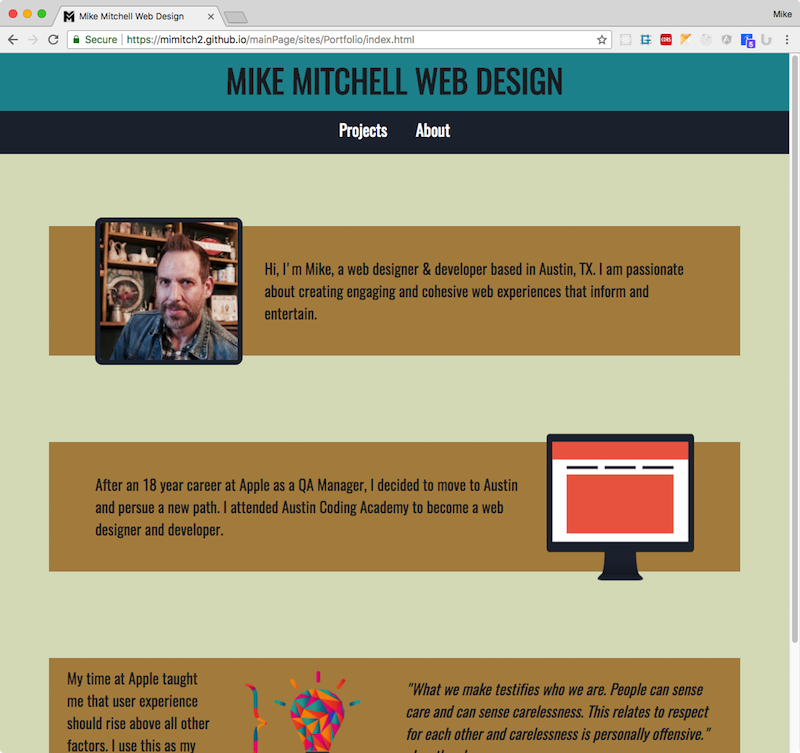 Mike Mitchell Web Design
Mike
Secure
https://mimitch2.github.io/mainPage/sites/Portfolio/index.html
CORS
5
MIKE MITCHELL WEB DESIGN
Projects
About
Hi, I'm Mike, a web designer & developer based in Austin, TX. I am passionate
about creating engaging and cohesive web experiences that inform and
entertain.
After an 18 year career at Apple as a QA Manager, I decided to move to Austin
and persue a new path. I attended Austin Coding Academy to become a web
designer and developer.
My time at Apple taught
me that user experience
should rise above all other
factors. I use this as my
"What we make testifies who we are. People can sense
care and can sense carelessness. This relates to respect
for each other and carelessness is personally offensive."